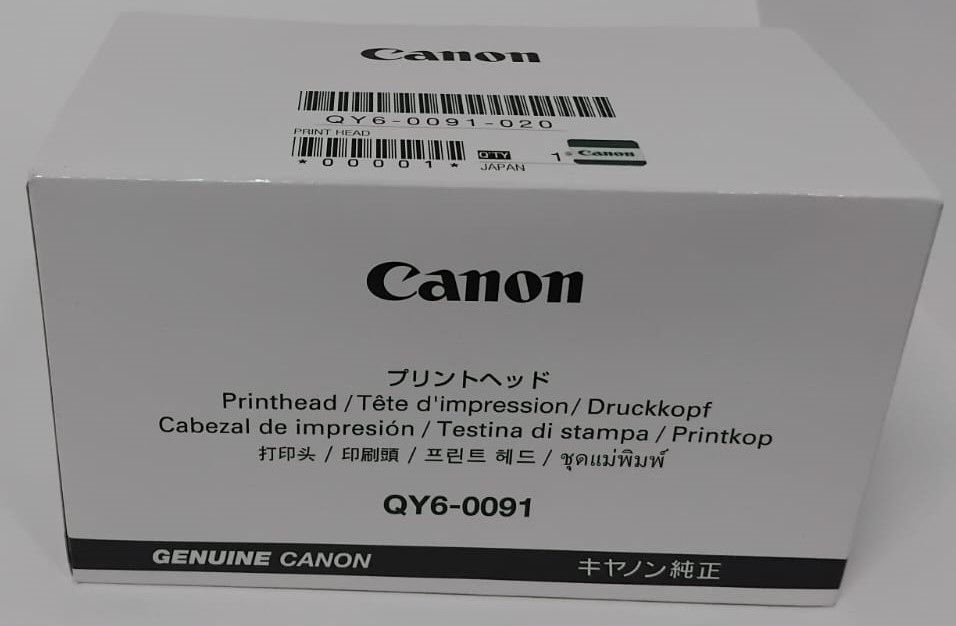 Canon
QY6-0091-020
PRINT HEAD
*00001*
Q'TY 1
JAPAN
Canon
Canon
プリントヘッド
Printhead / Tête d'impression / Druckkopf
Cabezal de impresión / Testina di stampa / Printkop
打印头 / 印刷頭 / 프린트 헤드 / ชุดแม่พิมพ์
QY6-0091
GENUINE CANON
キヤノン純正